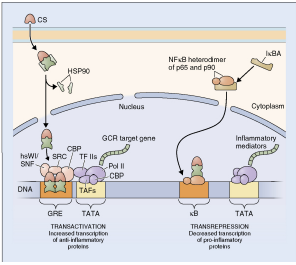 CS
HSP90
NFκB heterodimer
of p65 and p90
IκBA
Nucleus
Cytoplasm
GCR target gene
Inflammatory
mediators
hsWI/
SNF
SRC
CBP
TF IIs
Pol II
CBP
DNA
TAFs
GRE
TATA
κB
TATA
TRANSACTIVATION
Increased transcription
of anti-inflammatory
proteins
TRANSREPRESSION
Decreased transcription
of pro-inflamatory
proteins